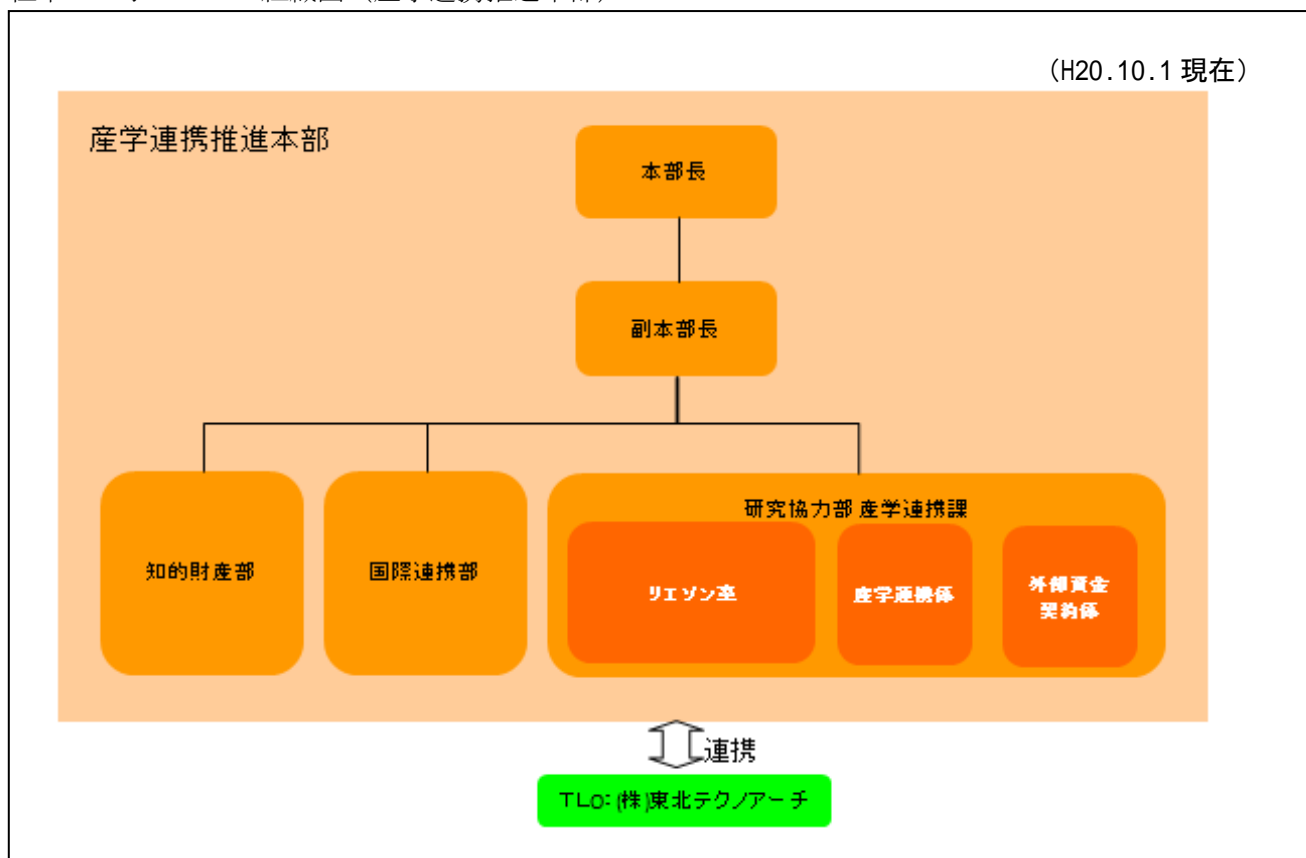 （H20.10.1 現在）
産学連携推進本部
本部長
副本部長
研究協力部 産学連携課
知的財産部
国際連携部
リエゾン室
産学連携係
外部資金
契約係
連携
TLO:(株)東北テクノアーチ